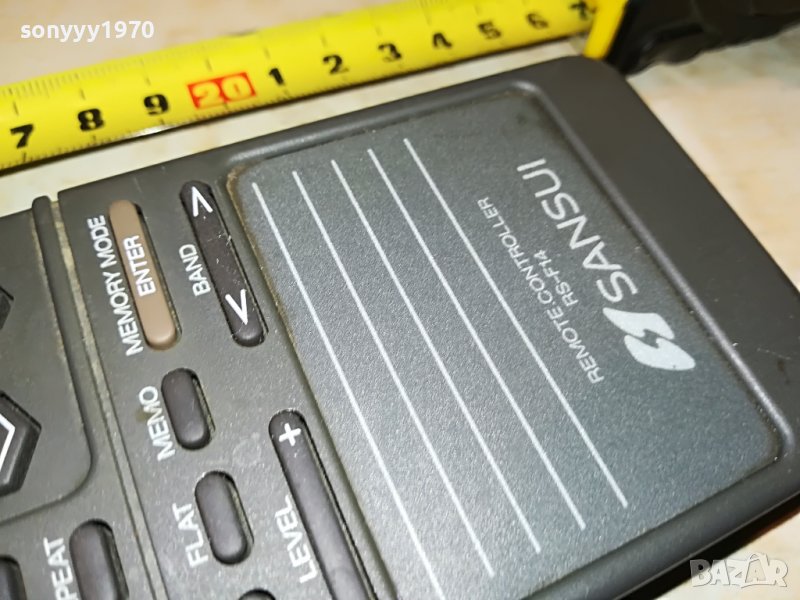 sonyyy1970
7 8 9 20 1 2 3 4 5 6
MEMORY MODE
ENTER
BAND
MEMO
FLAT
LEVEL
+
PEAT
SANSUI
REMOTE CONTROLLER
RS-F14
BAZAR